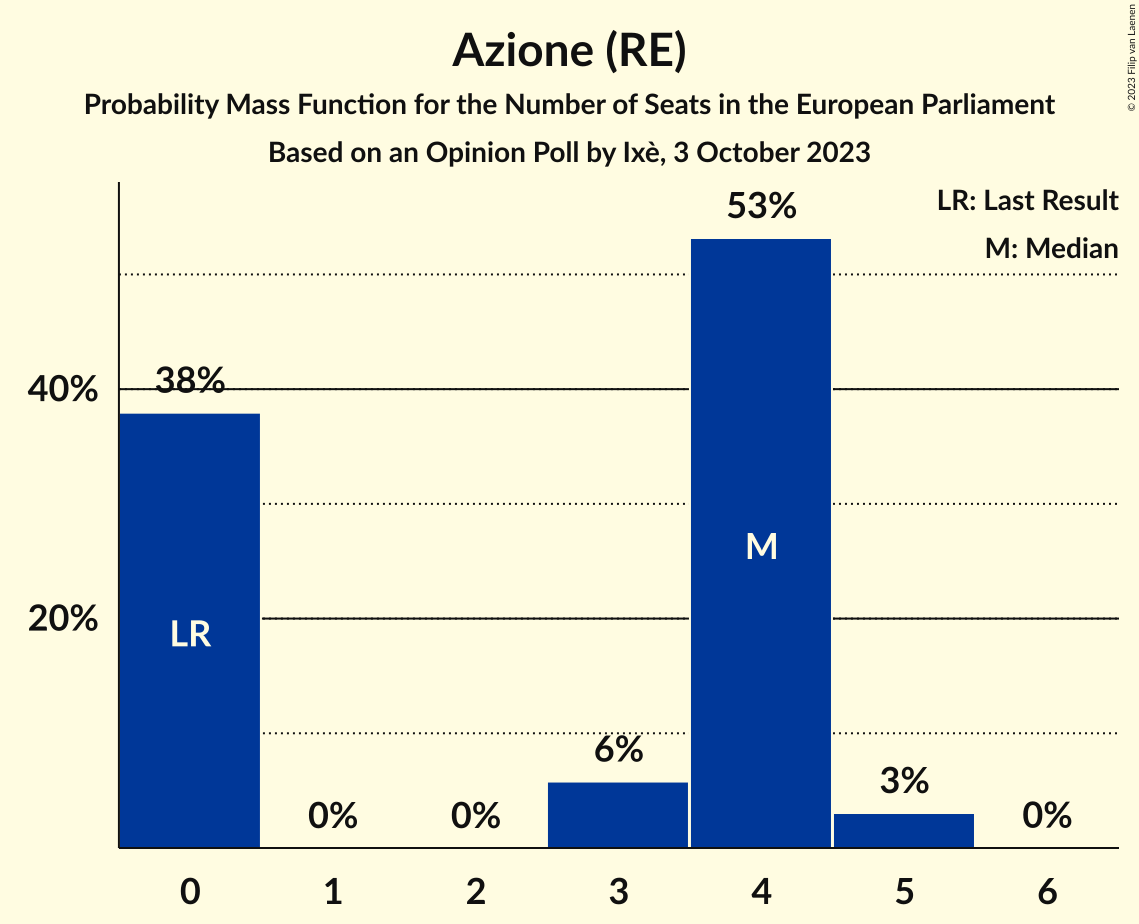 Azione (RE)
Probability Mass Function for the Number of Seats in the European Parliament
Based on an Opinion Poll by Ixè, 3 October 2023
© 2023 Filip van Laenen
LR: Last Result
M: Median
53%
38%
40%
M
20%
LR
6%
3%
0%
0%
0%
0
1
2
3
4
5
6